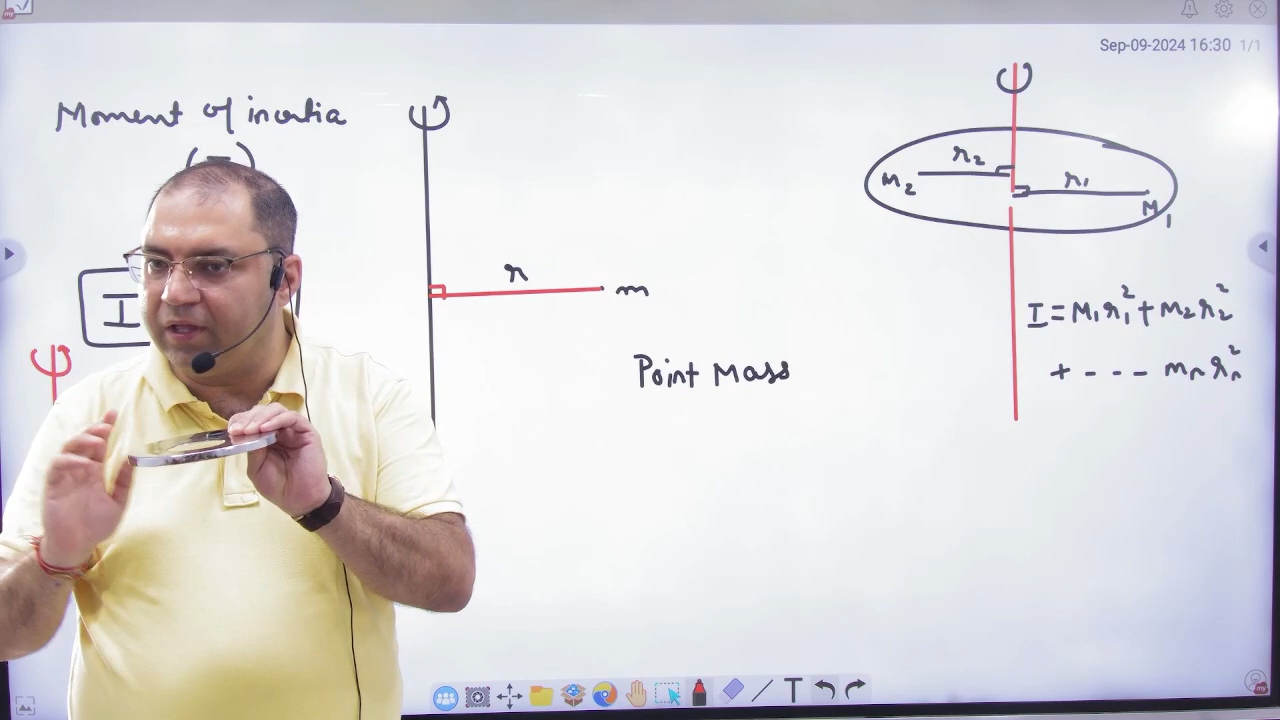 Sep-09-2024 16:30 1/1
Moment of inertia
(I)
I
r
m
Point Mass
r₂
M₂
r₁
M₁
I = M₁r₁² + M₂r₂²
+ - - - mₙrₙ²
T